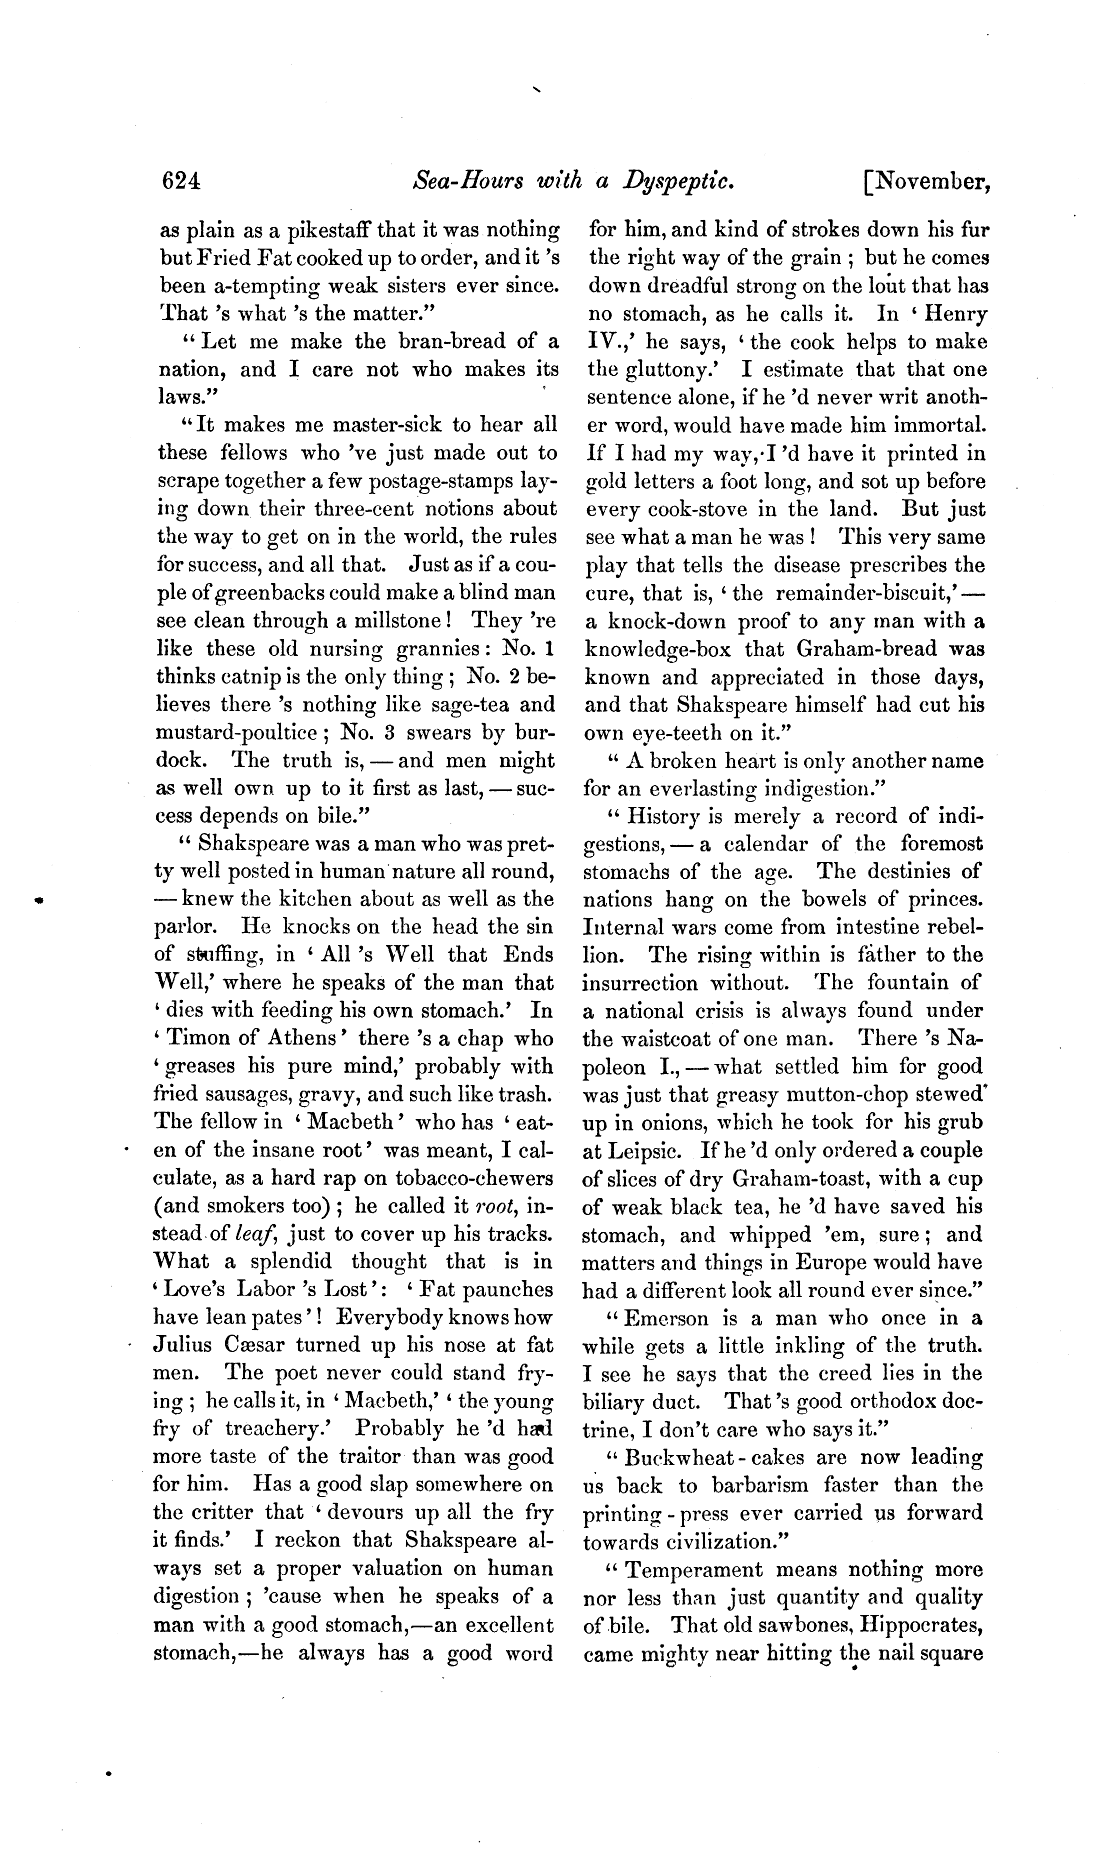 624 Sea-Hours with a Dyspeptic. [November,
as plain as a pikestaff that it was nothing
but Fried Fat cooked up to order, and it 's
been a-tempting weak sisters ever since.
That 's what 's the matter."
"Let me make the bran-bread of a
nation, and I care not who makes its
laws."
"It makes me master-sick to hear all
these fellows who 've just made out to
scrape together a few postage-stamps lay-
ing down their three-cent notions about
the way to get on in the world, the rules
for success, and all that. Just as if a cou-
ple of greenbacks could make a blind man
see clean through a millstone ! They 're
like these old nursing grannies : No. 1
thinks catnip is the only thing ; No. 2 be-
lieves there 's nothing like sage-tea and
mustard-poultice ; No. 3 swears by bur-
dock. The truth is, — and men might
as well own up to it first as last, — suc-
cess depends on bile."
" Shakspeare was a man who was pret-
ty well posted in human nature all round,
— knew the kitchen about as well as the
parlor. He knocks on the head the sin
of stuffing, in ‘ All 's Well that Ends
Well,’ where he speaks of the man that
‘ dies with feeding his own stomach.’ In
‘ Timon of Athens ’ there 's a chap who
‘ greases his pure mind,’ probably with
fried sausages, gravy, and such like trash.
The fellow in ‘ Macbeth ’ who has ‘ eat-
en of the insane root ’ was meant, I cal-
culate, as a hard rap on tobacco-chewers
(and smokers too) ; he called it root, in-
stead of leaf, just to cover up his tracks.
What a splendid thought that is in
‘ Love's Labor 's Lost ’ : ‘ Fat paunches
have lean pates ’ ! Everybody knows how
Julius Cæsar turned up his nose at fat
men. The poet never could stand fry-
ing ; he calls it, in ‘ Macbeth,’ ‘ the young
fry of treachery.’ Probably he 'd had
more taste of the traitor than was good
for him. Has a good slap somewhere on
the critter that ‘ devours up all the fry
it finds.’ I reckon that Shakspeare al-
ways set a proper valuation on human
digestion ; 'cause when he speaks of a
man with a good stomach,—an excellent
stomach,—he always has a good word
for him, and kind of strokes down his fur
the right way of the grain ; but he comes
down dreadful strong on the lout that has
no stomach, as he calls it. In ‘ Henry
IV.,’ he says, ‘ the cook helps to make
the gluttony.’ I estimate that that one
sentence alone, if he 'd never writ anoth-
er word, would have made him immortal.
If I had my way, I 'd have it printed in
gold letters a foot long, and sot up before
every cook-stove in the land. But just
see what a man he was ! This very same
play that tells the disease prescribes the
cure, that is, ‘ the remainder-biscuit,’ —
a knock-down proof to any man with a
knowledge-box that Graham-bread was
known and appreciated in those days,
and that Shakspeare himself had cut his
own eye-teeth on it."
" A broken heart is only another name
for an everlasting indigestion."
" History is merely a record of indi-
gestions, — a calendar of the foremost
stomachs of the age. The destinies of
nations hang on the bowels of princes.
Internal wars come from intestine rebel-
lion. The rising within is father to the
insurrection without. The fountain of
a national crisis is always found under
the waistcoat of one man. There 's Na-
poleon I., — what settled him for good
was just that greasy mutton-chop stewed
up in onions, which he took for his grub
at Leipsic. If he 'd only ordered a couple
of slices of dry Graham-toast, with a cup
of weak black tea, he 'd have saved his
stomach, and whipped 'em, sure ; and
matters and things in Europe would have
had a different look all round ever since."
" Emerson is a man who once in a
while gets a little inkling of the truth.
I see he says that the creed lies in the
biliary duct. That 's good orthodox doc-
trine, I don't care who says it."
" Buckwheat - cakes are now leading
us back to barbarism faster than the
printing - press ever carried us forward
towards civilization."
" Temperament means nothing more
nor less than just quantity and quality
of bile. That old sawbones, Hippocrates,
came mighty near hitting the nail square